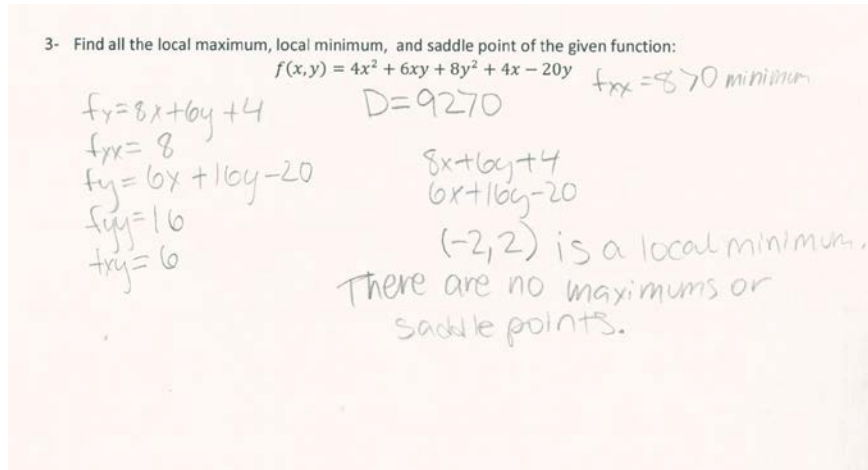 3- Find all the local maximum, local minimum, and saddle point of the given function:
f(x,y) = 4x² + 6xy + 8y² + 4x − 20y
fxx = 8 > 0 minimum
fx = 8x + 6y + 4
D = 92 > 0
fxx = 8
fy = 6x + 16y - 20
fyy = 16
fxy = 6
8x + 6y + 4
6x + 16y - 20
(-2, 2) is a local minimum.
There are no maximums or
saddle points.